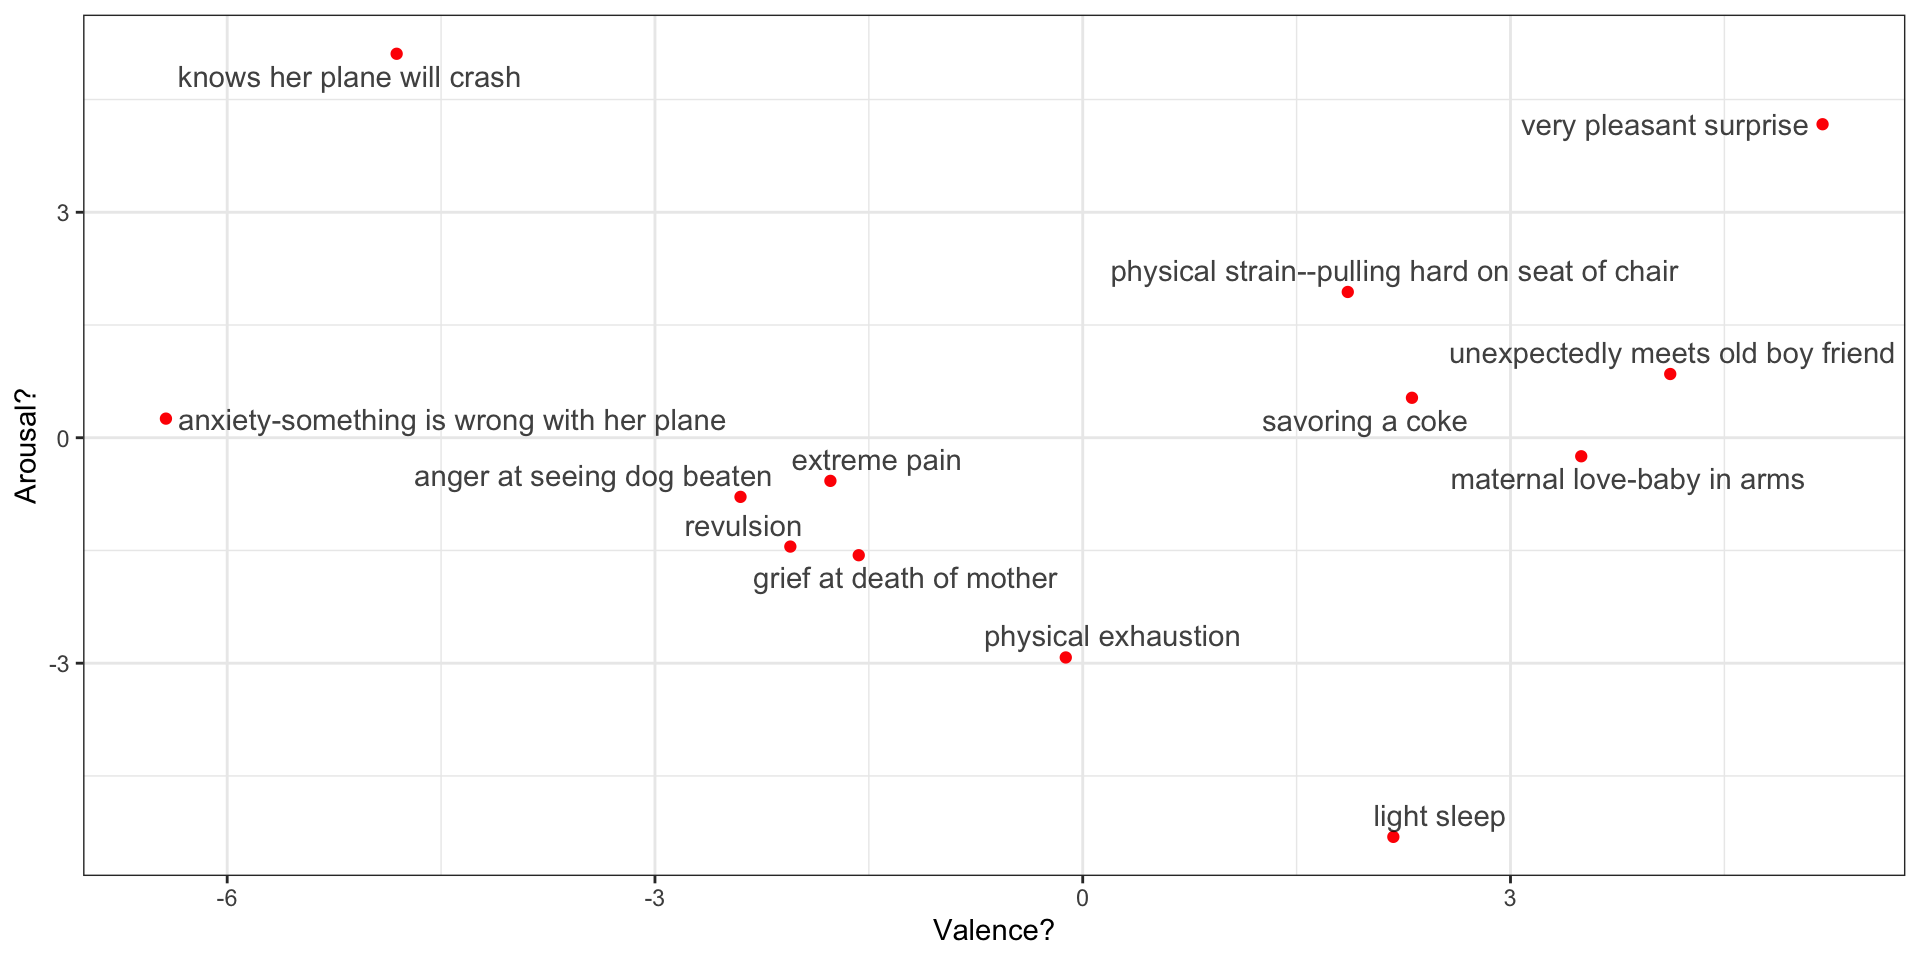 knows her plane will crash
very pleasant surprise
3
physical strain--pulling hard on seat of chair
unexpectedly meets old boy friend
savoring a coke
anxiety-something is wrong with her plane
0
extreme pain
anger at seeing dog beaten
maternal love-baby in arms
Arousal?
revulsion
grief at death of mother
physical exhaustion
-3
light sleep
-6
-3
0
3
Valence?